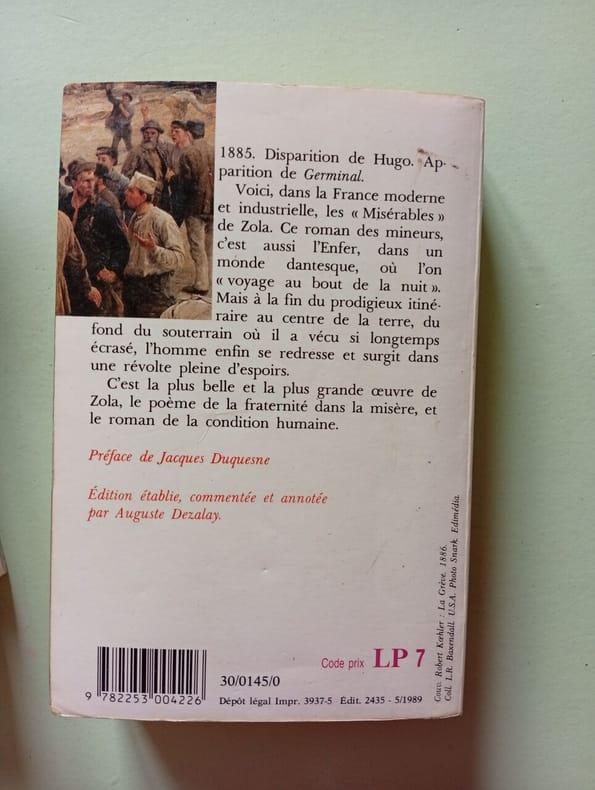 1885. Disparition de Hugo. Ap-
parition de Germinal.
Voici, dans la France moderne
et industrielle, les « Misérables »
de Zola. Ce roman des mineurs,
c'est aussi l'Enfer, dans un
monde dantesque, où l'on
« voyage au bout de la nuit ».
Mais à la fin du prodigieux itiné-
raire au centre de la terre, du
fond du souterrain où il a vécu si longtemps
écrasé, l'homme enfin se redresse et surgit dans
une révolte pleine d'espoirs.
C'est la plus belle et la plus grande œuvre de
Zola, le poème de la fraternité dans la misère, et
le roman de la condition humaine.
Préface de Jacques Duquesne
Édition établie, commentée et annotée
par Auguste Dezalay.
Couv. Robert Kœhler : La Grève. 1886.
Coll. L.R. Baxendall. U.S.A. Photo Snark. Edimédia.
Code prix LP 7
9 782253 004226
30/0145/0
Dépôt légal Impr. 3937-5 Édit. 2435 - 5/1989